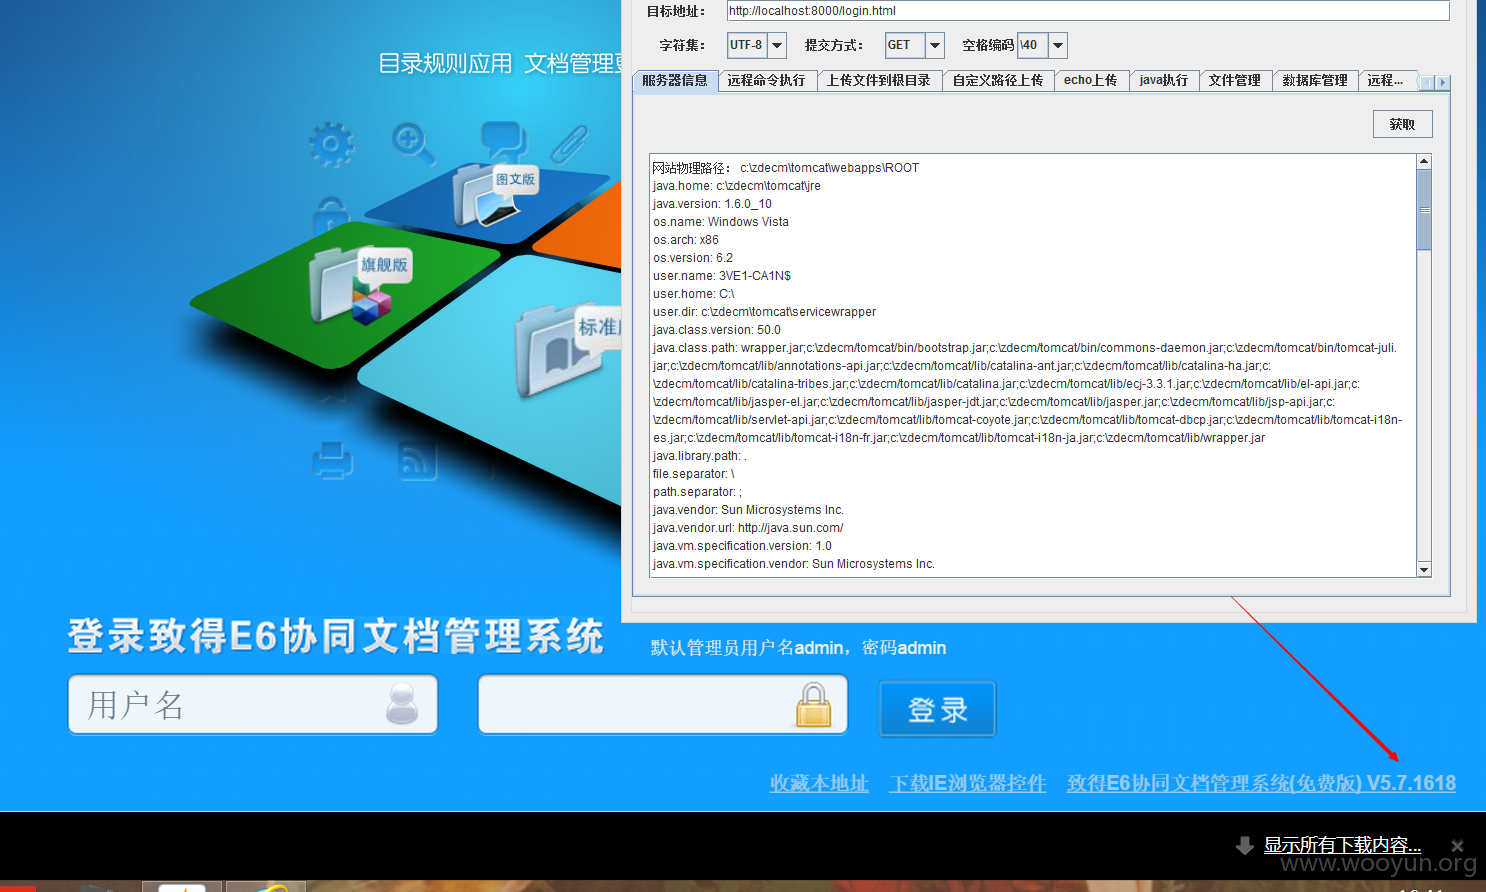 目标地址：
http://localhost:8000/login.html
字符集：
UTF-8
提交方式：
GET
空格编码
\40
目录规则应用 文档管理
服务器信息
远程命令执行
上传文件到根目录
自定义路径上传
echo上传
java执行
文件管理
数据库管理
远程...
获取
网站物理路径： c:\zdecm\tomcat\webapps\ROOT
java.home: c:\zdecm\tomcat\jre
java.version: 1.6.0_10
os.name: Windows Vista
os.arch: x86
os.version: 6.2
user.name: 3VE1-CA1N$
user.home: C:\
user.dir: c:\zdecm\tomcat\servicewrapper
java.class.version: 50.0
java.class.path: wrapper.jar;c:\zdecm/tomcat/bin/bootstrap.jar;c:\zdecm/tomcat/bin/commons-daemon.jar;c:\zdecm/tomcat/bin/tomcat-juli.
jar;c:\zdecm/tomcat/lib/annotations-api.jar;c:\zdecm/tomcat/lib/catalina-ant.jar;c:\zdecm/tomcat/lib/catalina-ha.jar;c:
\zdecm/tomcat/lib/catalina-tribes.jar;c:\zdecm/tomcat/lib/catalina.jar;c:\zdecm/tomcat/lib/ecj-3.3.1.jar;c:\zdecm/tomcat/lib/el-api.jar;c:
\zdecm/tomcat/lib/jasper-el.jar;c:\zdecm/tomcat/lib/jasper-jdt.jar;c:\zdecm/tomcat/lib/jasper.jar;c:\zdecm/tomcat/lib/jsp-api.jar;c:
\zdecm/tomcat/lib/servlet-api.jar;c:\zdecm/tomcat/lib/tomcat-coyote.jar;c:\zdecm/tomcat/lib/tomcat-dbcp.jar;c:\zdecm/tomcat/lib/tomcat-i18n-
es.jar;c:\zdecm/tomcat/lib/tomcat-i18n-fr.jar;c:\zdecm/tomcat/lib/tomcat-i18n-ja.jar;c:\zdecm/tomcat/lib/wrapper.jar
java.library.path: .
file.separator: \
path.separator: ;
java.vendor: Sun Microsystems Inc.
java.vendor.url: http://java.sun.com/
java.vm.specification.version: 1.0
java.vm.specification.vendor: Sun Microsystems Inc.
图文版
旗舰版
标准
登录致得E6协同文档管理系统
默认管理员用户名admin，密码admin
用户名
登录
收藏本地址
下载IE浏览器控件
致得E6协同文档管理系统(免费版) V5.7.1618
显示所有下载内容...
www.wooyun.org